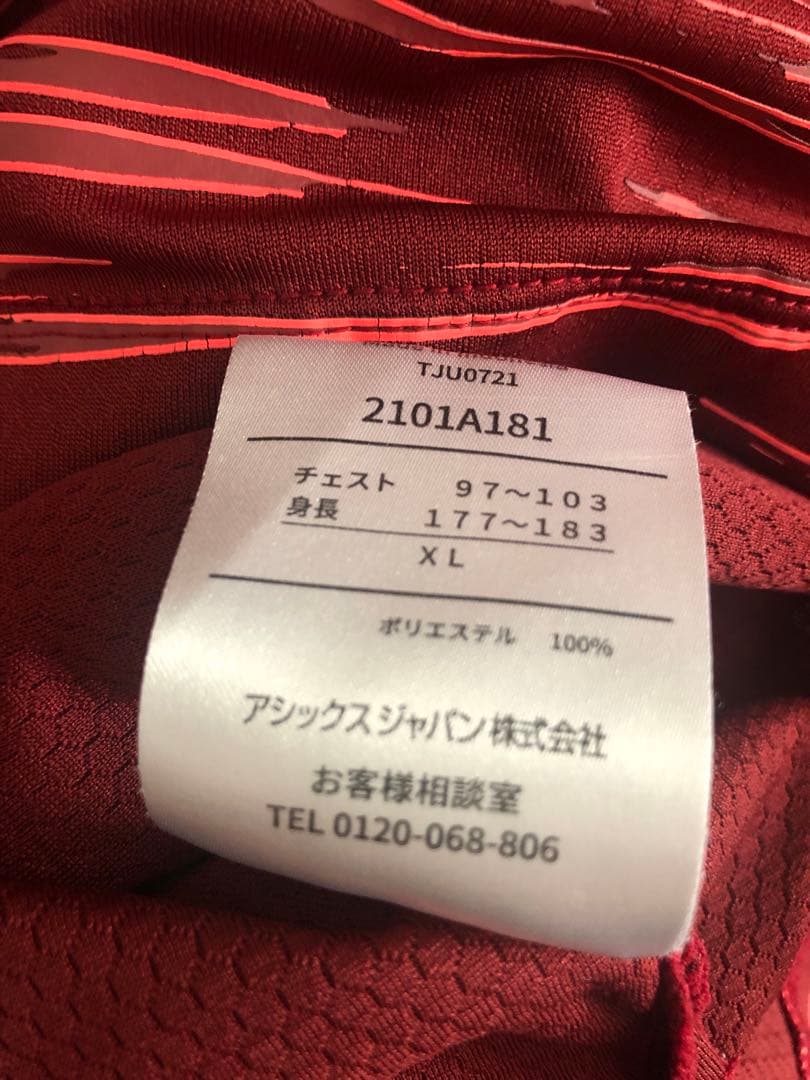 TJU0721
2101A181
チェスト 97～103
身長 177～183
XL
ポリエステル 100%
アシックスジャパン株式会社
お客様相談室
TEL 0120-068-806